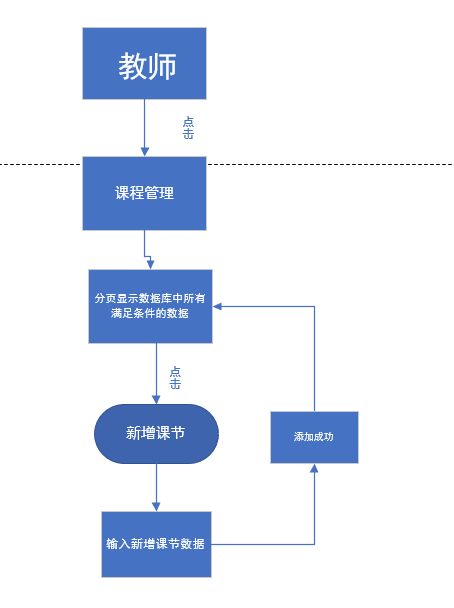 教师
点
击
课程管理
分页显示数据库中所有
满足条件的数据
点
击
新增课节
添加成功
输入新增课节数据